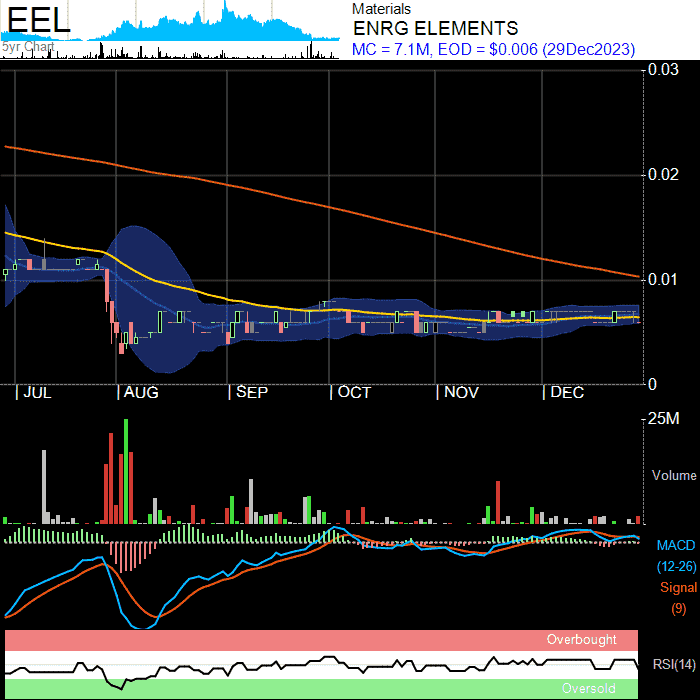 EEL
5yr Chart
Materials
ENRG ELEMENTS
MC = 7.1M, EOD = $0.006 (29Dec2023)
0.03
0.02
0.01
0
| JUL | AUG | SEP | OCT | NOV | DEC
25M
Volume
MACD
(12-26)
Signal
(9)
Overbought
RSI(14)
Oversold